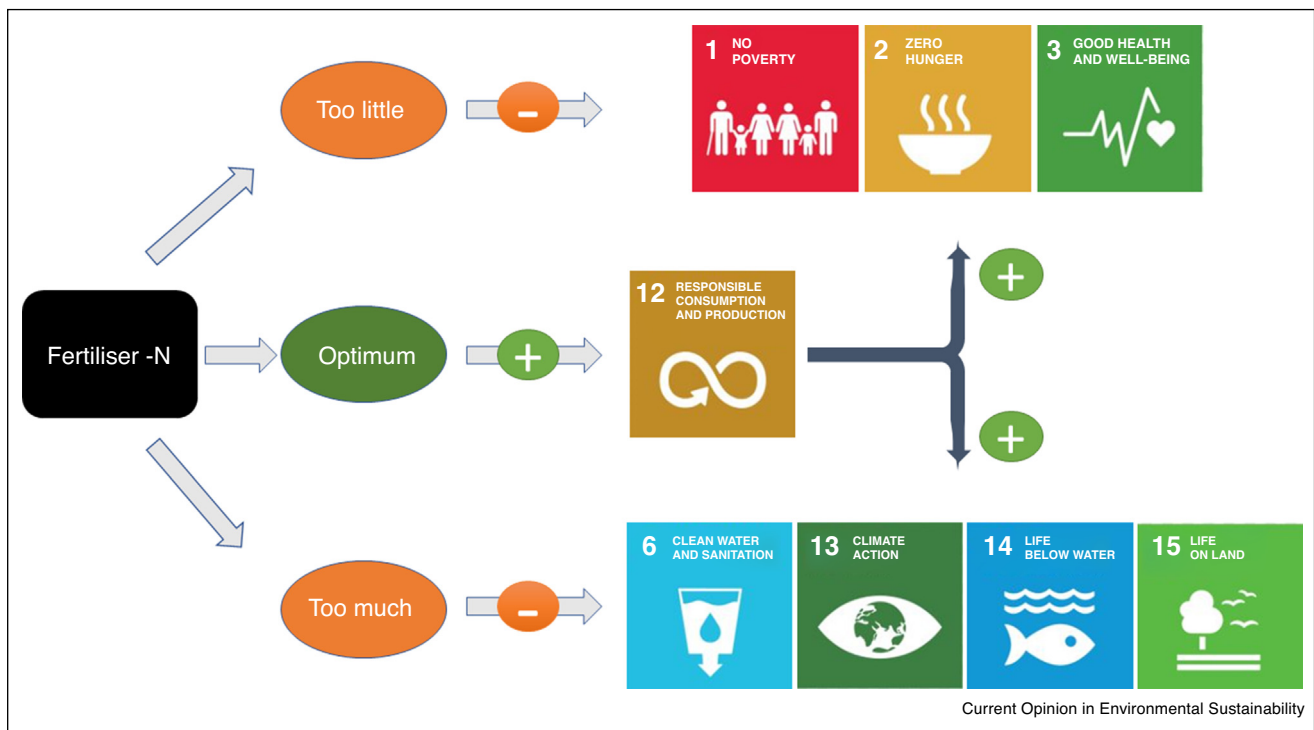 Too little
–
1 NO
POVERTY
2 ZERO
HUNGER
3 GOOD HEALTH
AND WELL-BEING
Fertiliser -N
Optimum
+
12 RESPONSIBLE
CONSUMPTION
AND PRODUCTION
+
+
Too much
–
6 CLEAN WATER
AND SANITATION
13 CLIMATE
ACTION
14 LIFE
BELOW WATER
15 LIFE
ON LAND
Current Opinion in Environmental Sustainability